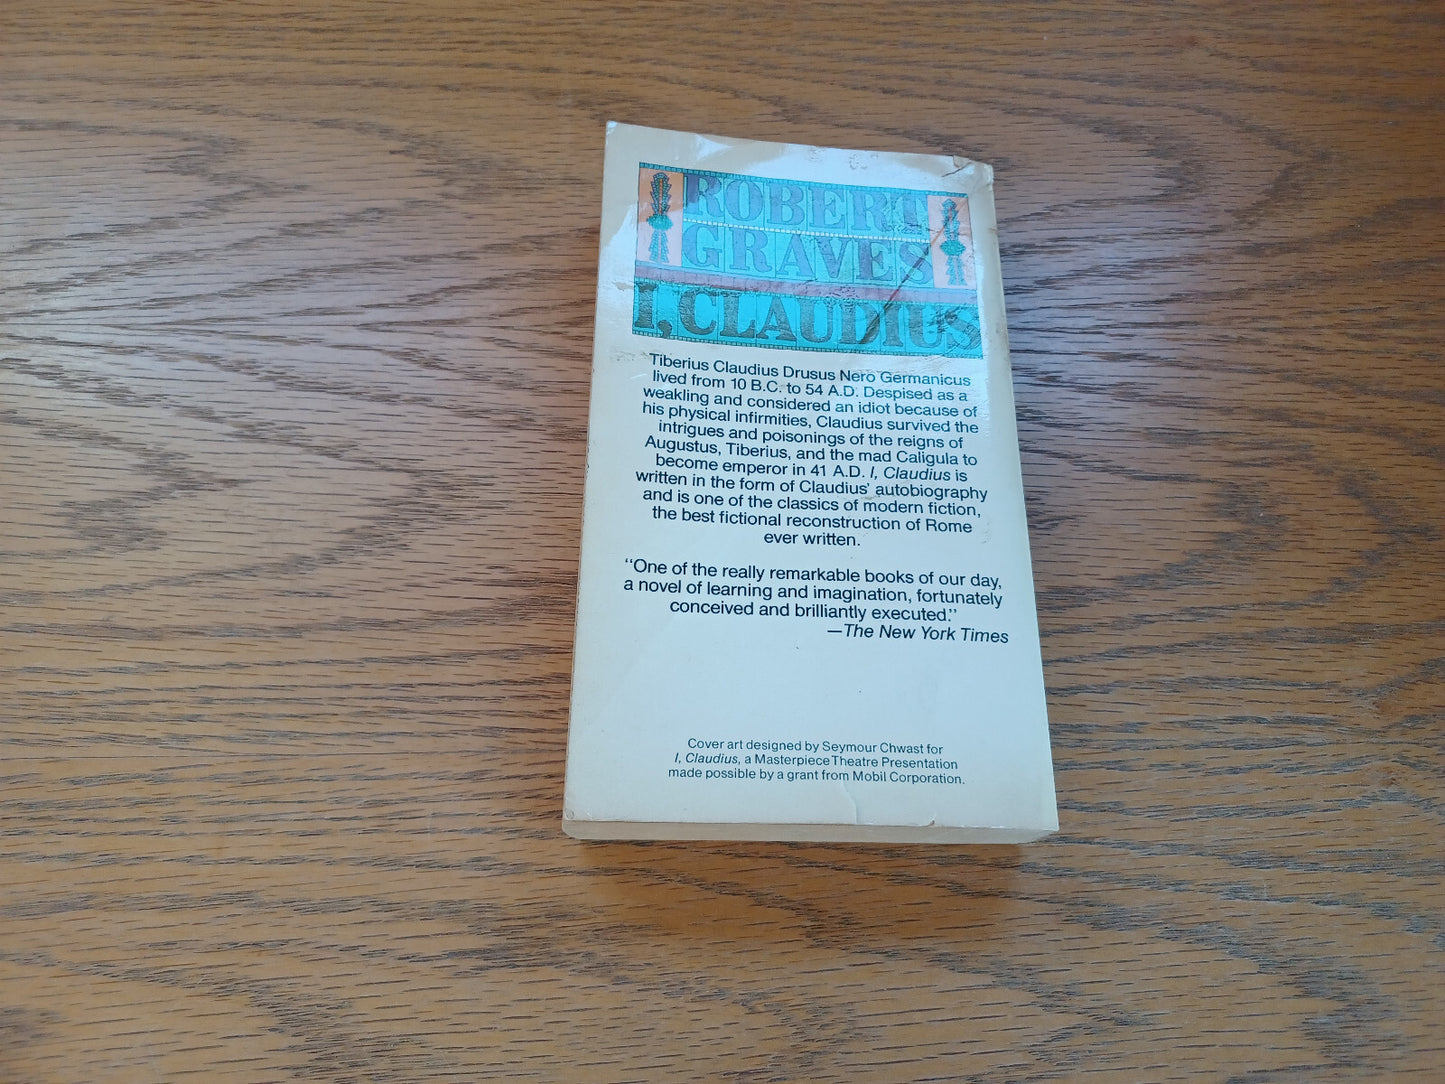 ROBERT
GRAVES
I, CLAUDIUS
Tiberius Claudius Drusus Nero Germanicus
lived from 10 B.C. to 54 A.D. Despised as a
weakling and considered an idiot because of
his physical infirmities, Claudius survived the
intrigues and poisonings of the reigns of
Augustus, Tiberius, and the mad Caligula to
become emperor in 41 A.D. I, Claudius is
written in the form of Claudius' autobiography
and is one of the classics of modern fiction,
the best fictional reconstruction of Rome
ever written.
"One of the really remarkable books of our day,
a novel of learning and imagination, fortunately
conceived and brilliantly executed."
—The New York Times
Cover art designed by Seymour Chwast for
I, Claudius, a Masterpiece Theatre Presentation
made possible by a grant from Mobil Corporation.